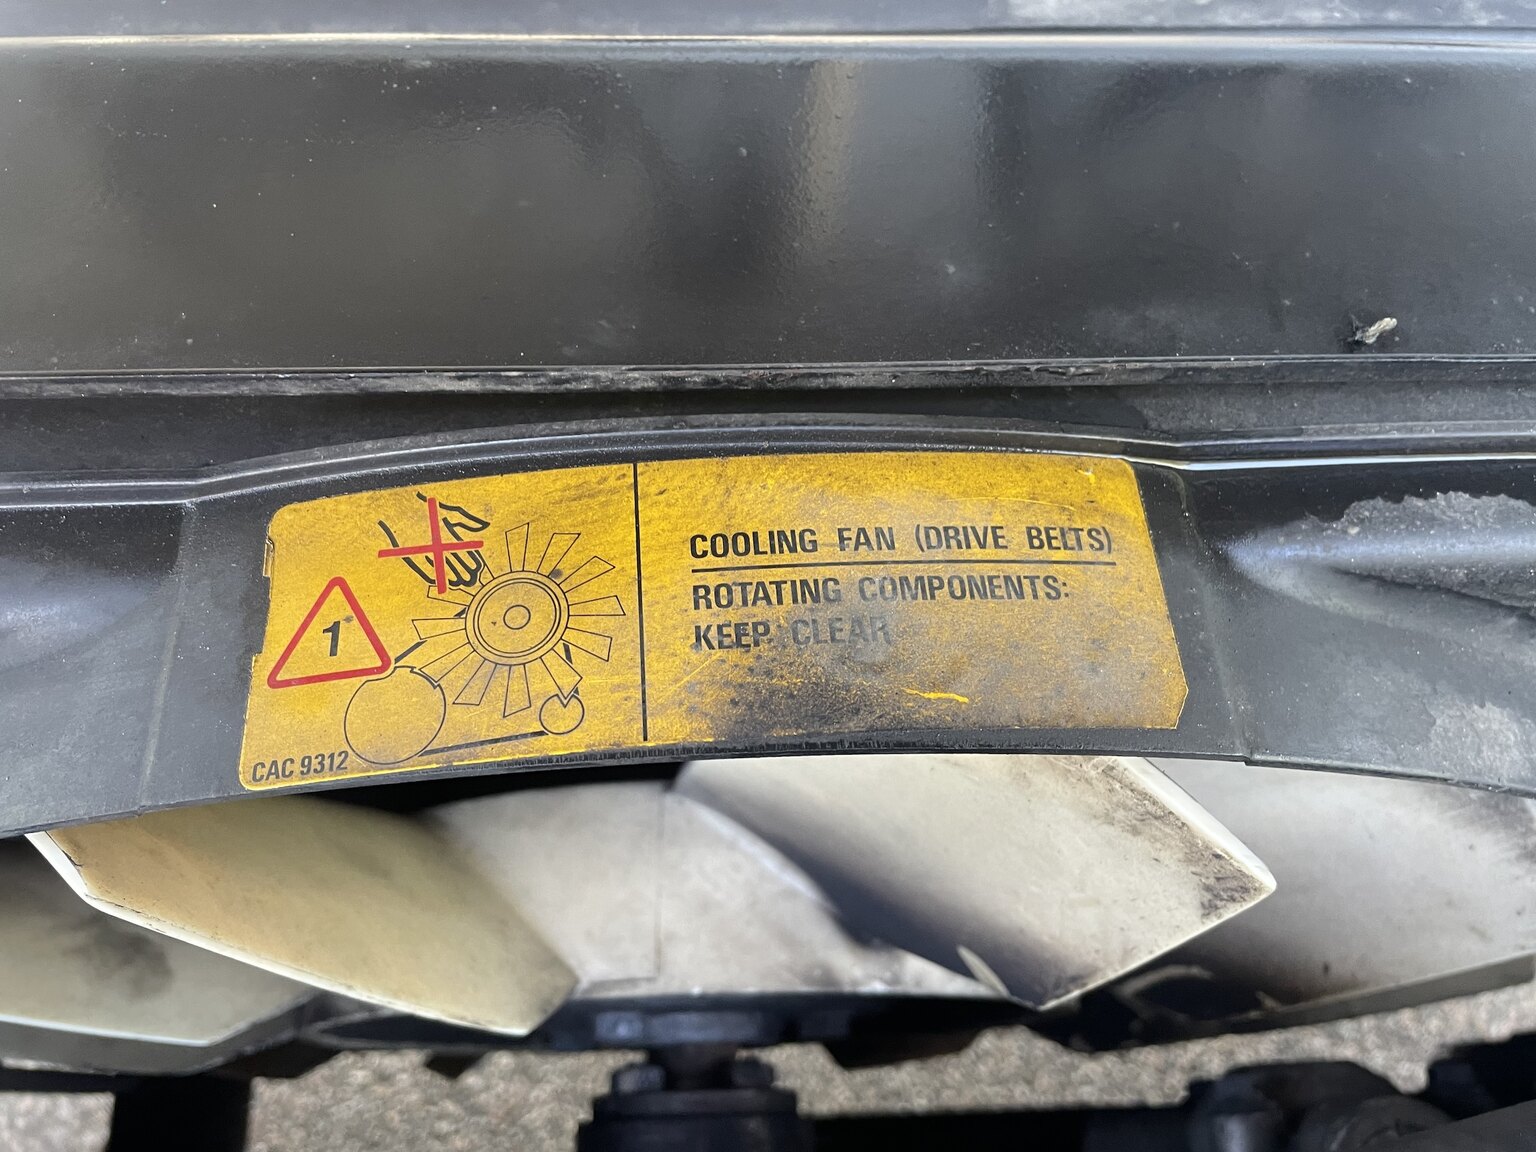 1
CAC 9312
COOLING FAN (DRIVE BELTS)
ROTATING COMPONENTS:
KEEP CLEAR